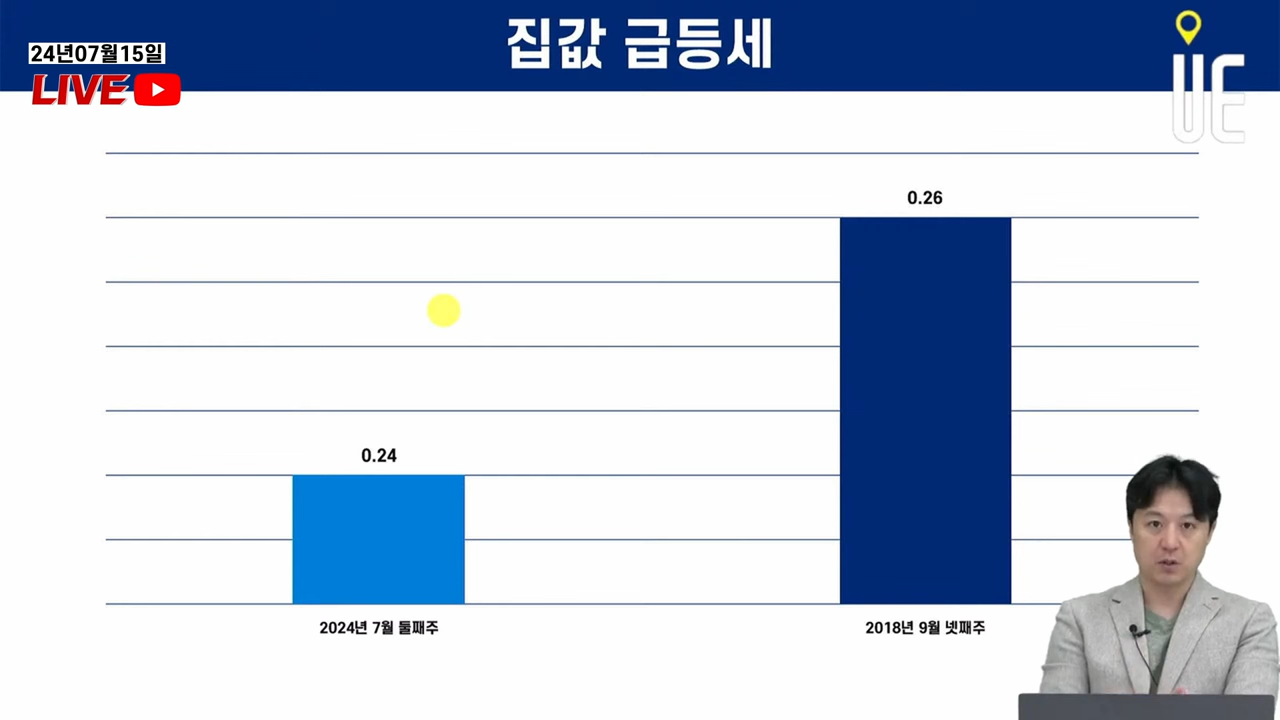 집값 급등세
24년07월15일
LIVE
UE
0.26
0.24
2024년 7월 둘째주
2018년 9월 넷째주